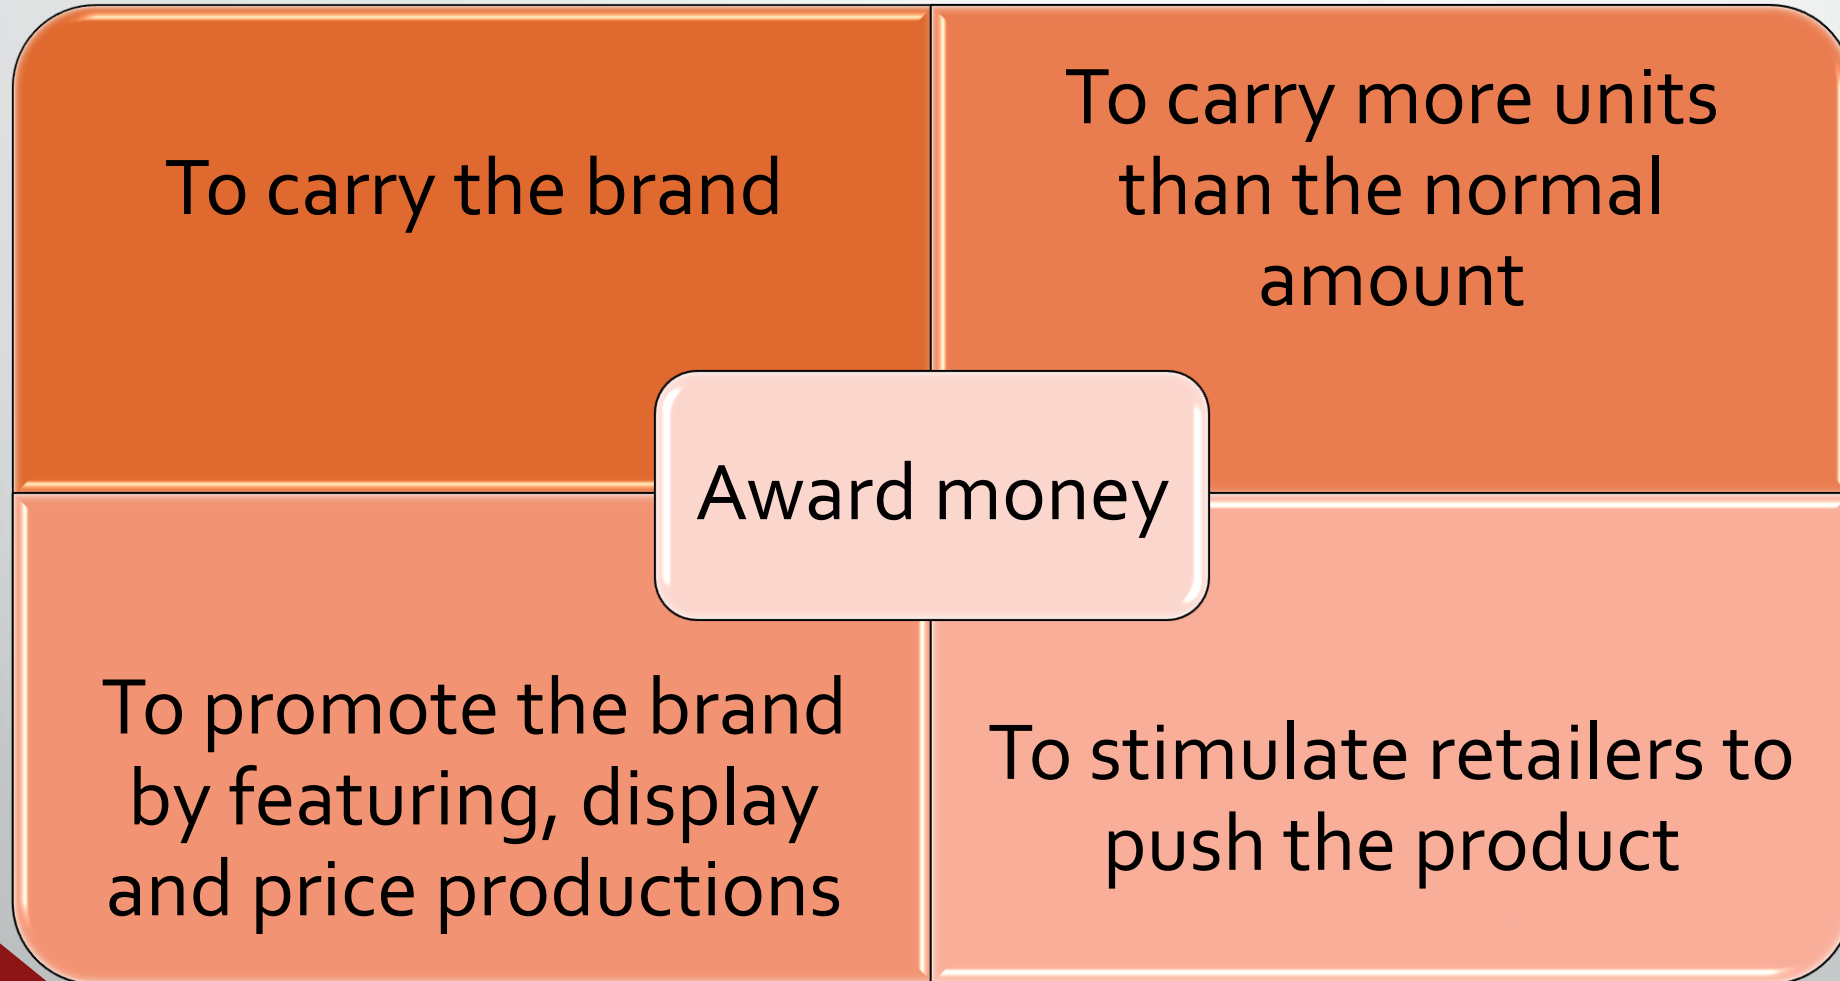 To carry the brand
To carry more units
than the normal
amount
Award money
To promote the brand
by featuring, display
and price productions
To stimulate retailers to
push the product